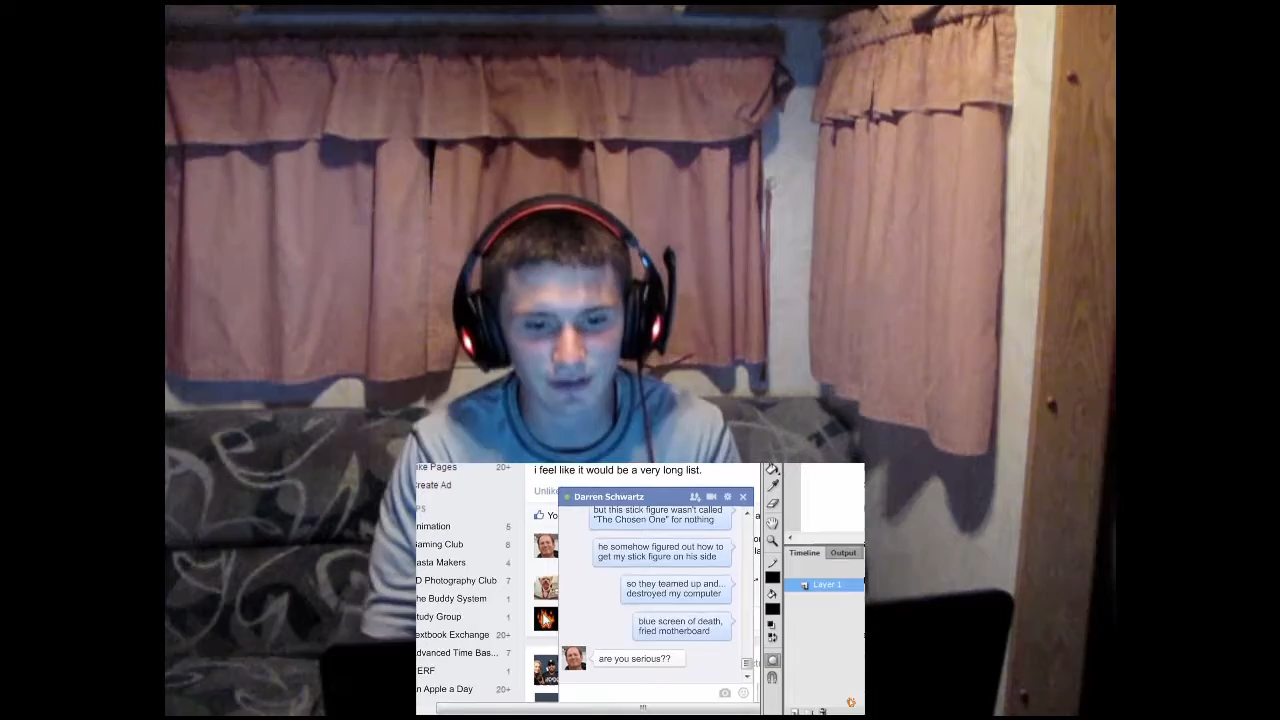 ike Pages 20+
reate Ad
PS
nimation 5
aming Club 8
asta Makers 4
D Photography Club 7
he Buddy System
tudy Group 1
extbook Exchange 20+
dvanced Time Bas... 7
ERF 1
n Apple a Day 20+
i feel like it would be a very long list.
Unlike
Yo
Darren Schwartz
but this stick figure wasn't called
"The Chosen One" for nothing
he somehow figured out how to
get my stick figure on his side
so they teamed up and...
destroyed my computer
blue screen of death,
fried motherboard
are you serious??
Timeline Output
Layer 1